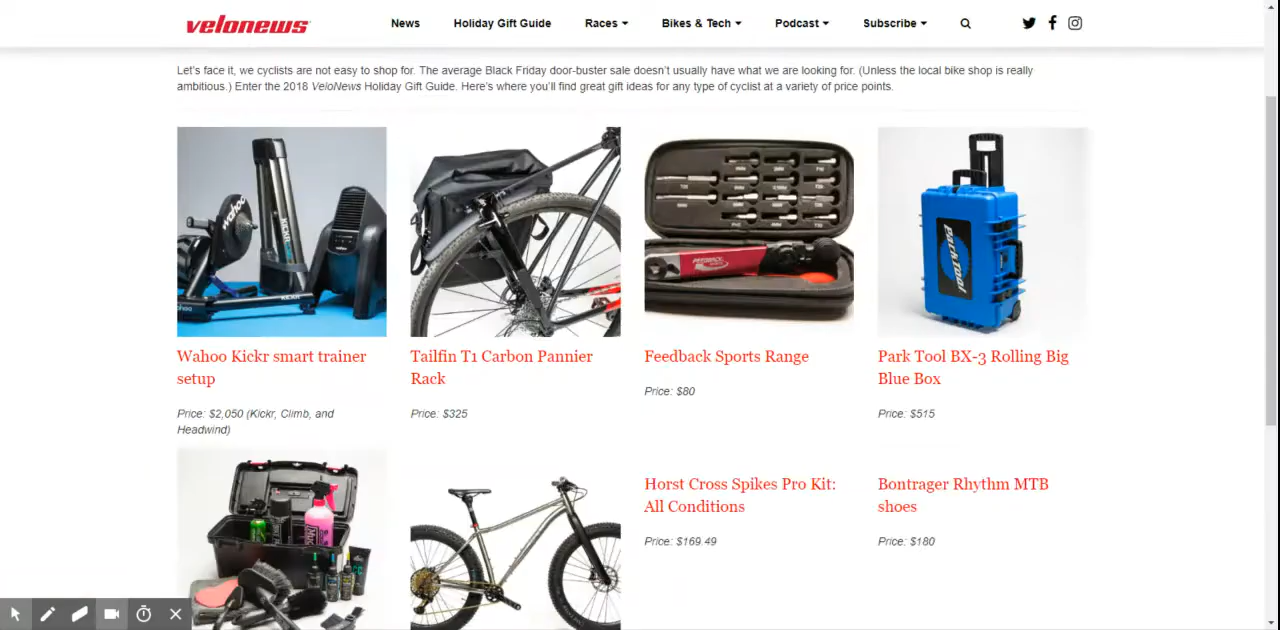 velonews
News
Holiday Gift Guide
Races
Bikes & Tech
Podcast
Subscribe
Let's face it, we cyclists are not easy to shop for. The average Black Friday door-buster sale doesn't usually have what we are looking for. (Unless the local bike shop is really
ambitious.) Enter the 2018 VeloNews Holiday Gift Guide. Here's where you'll find great gift ideas for any type of cyclist at a variety of price points.
wahoo
KICKR
KICKR
Park Tool
Wahoo Kickr smart trainer
setup
Price: $2,050 (Kickr, Climb, and
Headwind)
Tailfin T1 Carbon Pannier
Rack
Price: $325
Feedback Sports Range
Price: $80
Park Tool BX-3 Rolling Big
Blue Box
Price: $515
Horst Cross Spikes Pro Kit:
All Conditions
Price: $169.49
Bontrager Rhythm MTB
shoes
Price: $180